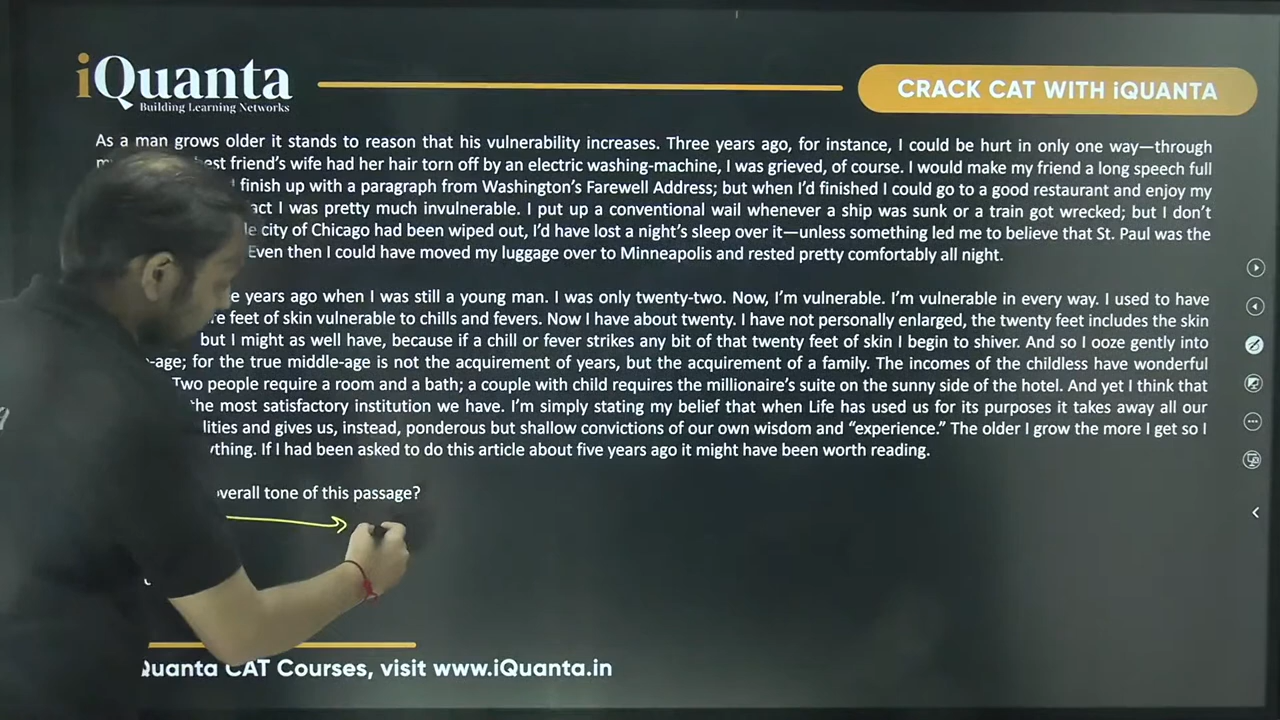 iQuanta
Building Learning Networks
CRACK CAT WITH iQUANTA
As a man grows older it stands to reason that his vulnerability increases. Three years ago, for instance, I could be hurt in only one way—through
best friend's wife had her hair torn off by an electric washing-machine, I was grieved, of course. I would make my friend a long speech full
finish up with a paragraph from Washington's Farewell Address; but when I'd finished I could go to a good restaurant and enjoy my
I was pretty much invulnerable. I put up a conventional wail whenever a ship was sunk or a train got wrecked; but I don't
city of Chicago had been wiped out, I'd have lost a night's sleep over it—unless something led me to believe that St. Paul was the
Even then I could have moved my luggage over to Minneapolis and rested pretty comfortably all night.
years ago when I was still a young man. I was only twenty-two. Now, I'm vulnerable. I'm vulnerable in every way. I used to have
feet of skin vulnerable to chills and fevers. Now I have about twenty. I have not personally enlarged, the twenty feet includes the skin
but I might as well have, because if a chill or fever strikes any bit of that twenty feet of skin I begin to shiver. And so I ooze gently into
-age; for the true middle-age is not the acquirement of years, but the acquirement of a family. The incomes of the childless have wonderful
Two people require a room and a bath; a couple with child requires the millionaire's suite on the sunny side of the hotel. And yet I think that
the most satisfactory institution we have. I'm simply stating my belief that when Life has used us for its purposes it takes away all our
and gives us, instead, ponderous but shallow convictions of our own wisdom and “experience.” The older I grow the more I get so I
If I had been asked to do this article about five years ago it might have been worth reading.
tone of this passage?
CAT Courses, visit www.iQuanta.in